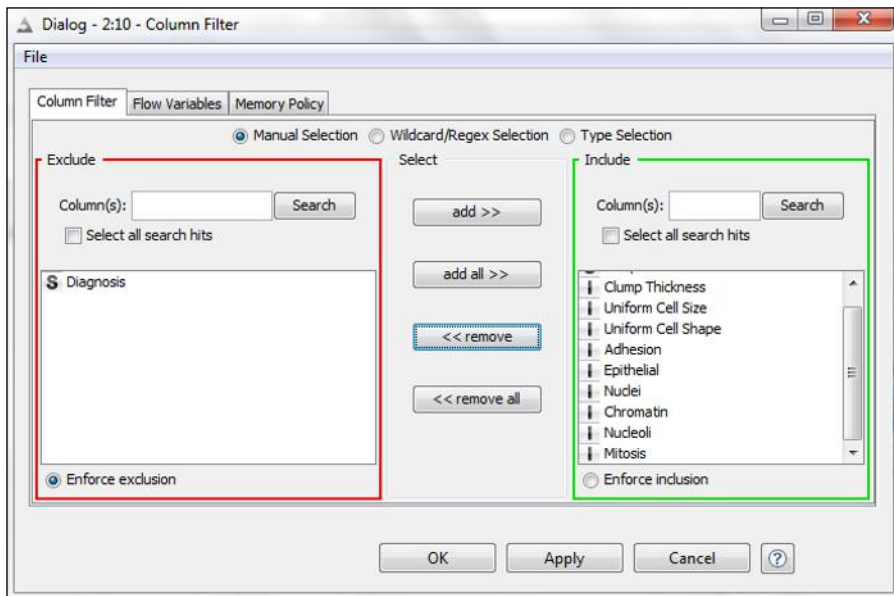 Dialog - 2:10 - Column Filter
File
Column Filter Flow Variables Memory Policy
Manual Selection Wildcard/Regex Selection Type Selection
Exclude
Column(s): Search
Select all search hits
S Diagnosis
Enforce exclusion
Select
add >>
add all >>
<< remove
<< remove all
Include
Column(s): Search
Select all search hits
I Clump Thickness
I Uniform Cell Size
I Uniform Cell Shape
I Adhesion
I Epithelial
I Nuclei
I Chromatin
I Nucleoli
I Mitosis
Enforce inclusion
OK Apply Cancel ?